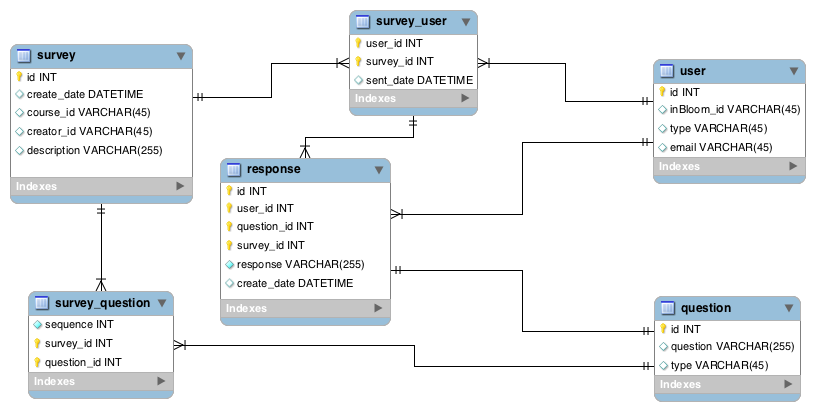 survey
id INT
create_date DATETIME
course_id VARCHAR(45)
creator_id VARCHAR(45)
description VARCHAR(255)
Indexes
survey_user
user_id INT
survey_id INT
sent_date DATETIME
Indexes
user
id INT
inBloom_id VARCHAR(45)
type VARCHAR(45)
email VARCHAR(45)
Indexes
response
id INT
user_id INT
question_id INT
survey_id INT
response VARCHAR(255)
create_date DATETIME
Indexes
survey_question
sequence INT
survey_id INT
question_id INT
Indexes
question
id INT
question VARCHAR(255)
type VARCHAR(45)
Indexes